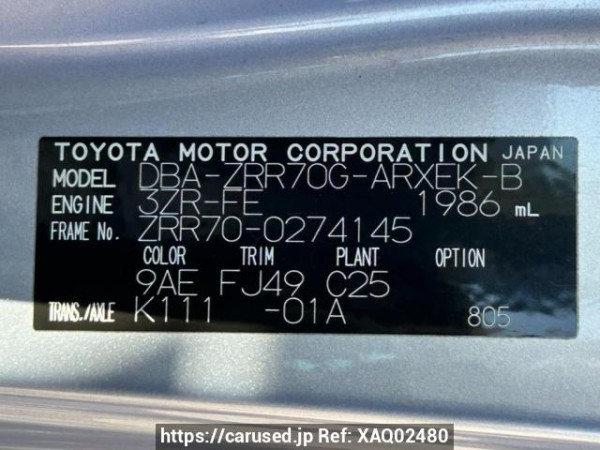 TOYOTA MOTOR CORPORATION JAPAN
MODEL DBA-ZRR70G-ARXEK-B
ENGINE 3ZR-FE 1986 mL
FRAME No. ZRR70-0274145
COLOR TRIM PLANT OPTION
9AE FJ49 C25
TRANS./AXLE K111 -01A 805
https://carused.jp Ref: XAQ02480